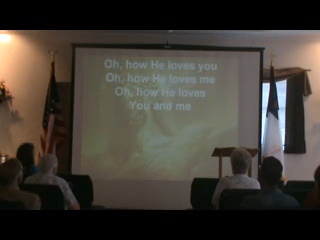 Oh, how He loves you
Oh, how He loves me
Oh, how He loves
You and me